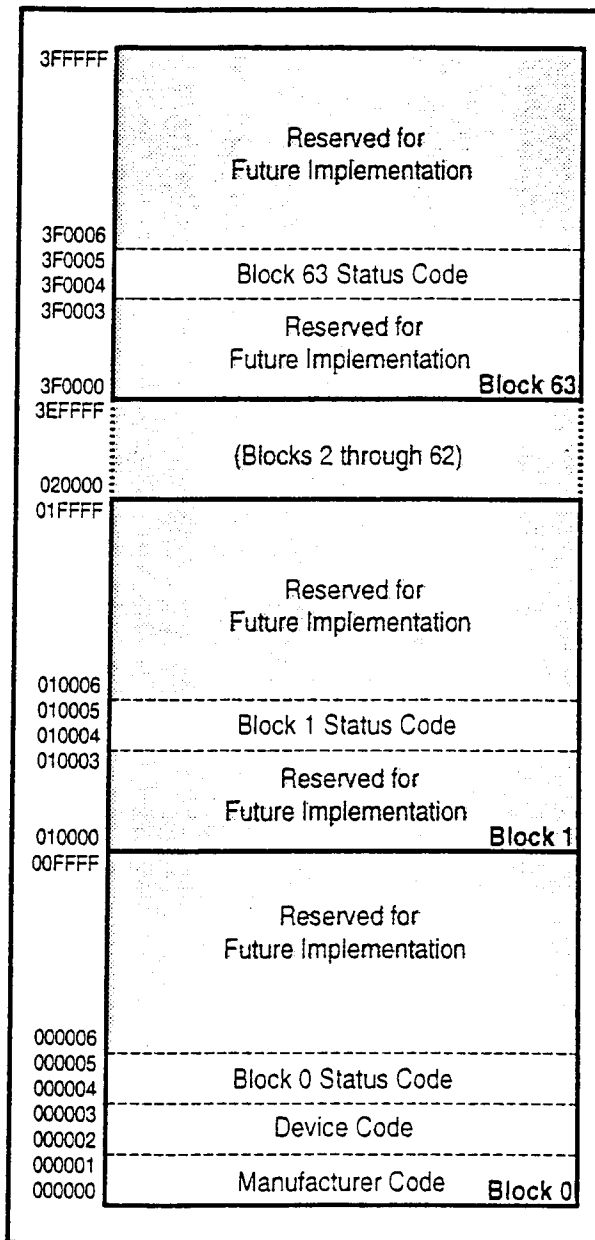 3FFFFF
Reserved for
Future Implementation
3F0006
3F0005
Block 63 Status Code
3F0004
3F0003
Reserved for
Future Implementation
3F0000
Block 63
3EFFFF
(Blocks 2 through 62)
020000
01FFFF
Reserved for
Future Implementation
010006
010005
Block 1 Status Code
010004
010003
Reserved for
Future Implementation
010000
Block 1
00FFFF
Reserved for
Future Implementation
000006
000005
Block 0 Status Code
000004
000003
Device Code
000002
000001
Manufacturer Code
000000
Block 0